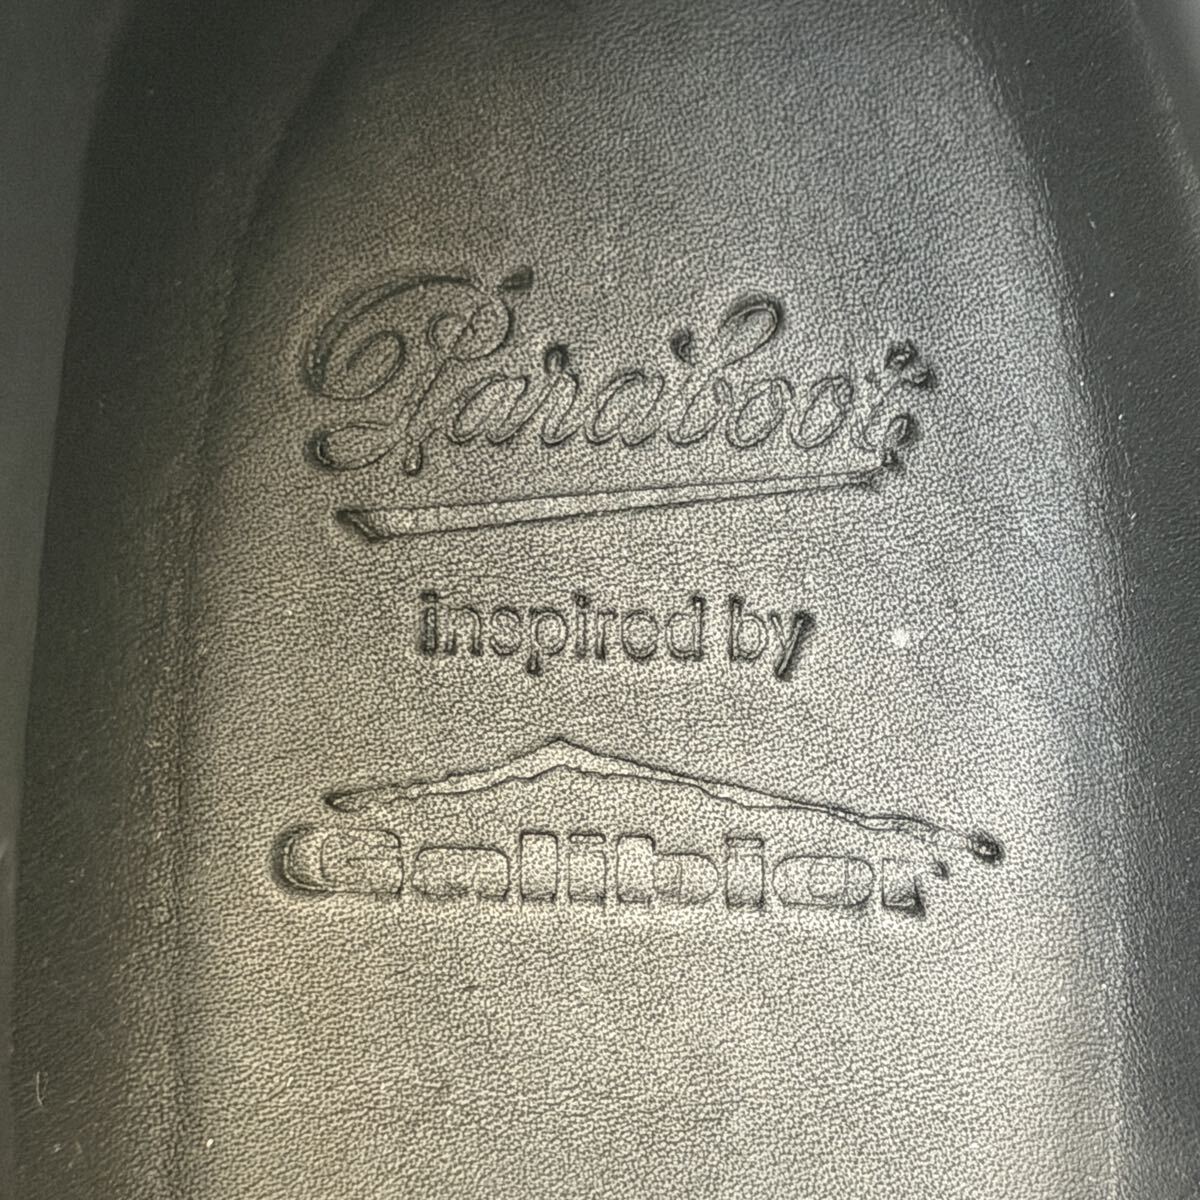 Paraboot
inspired by
Galibier